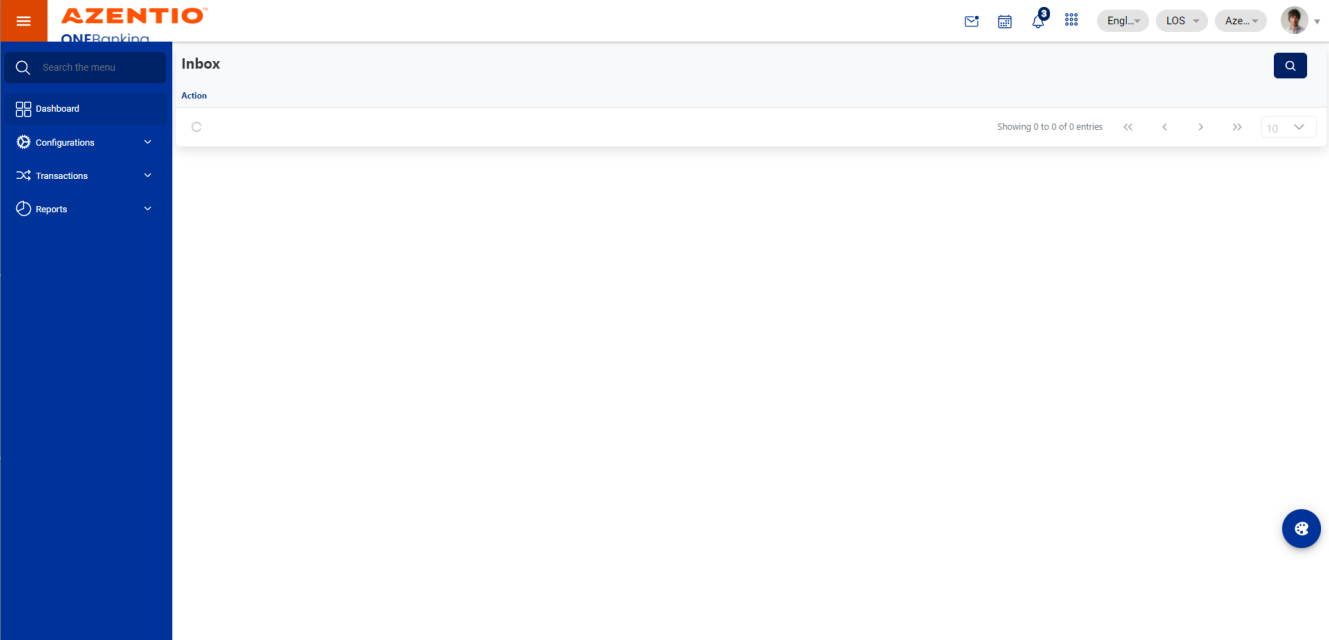 AZENTIO™
ONEBanking
3
Engl...
LOS
Aze...
Search the menu
Dashboard
Configurations
Transactions
Reports
Inbox
Action
Showing 0 to 0 of 0 entries
10